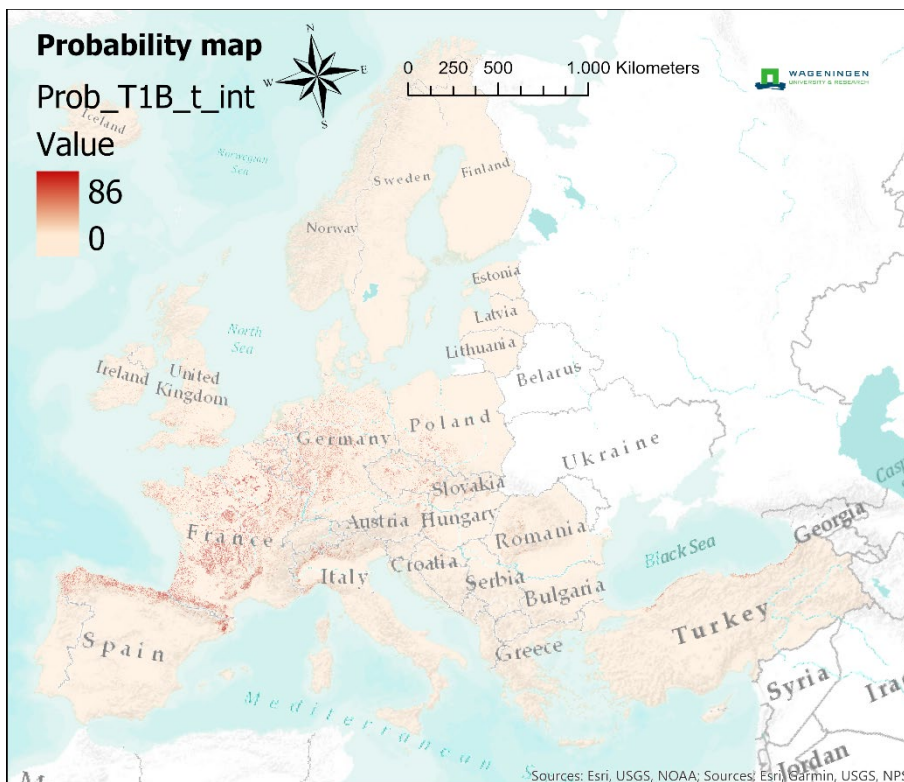 Probability map
Prob_T1B_t_int
Value
86
0
N
W
E
S
0 250 500 1.000 Kilometers
WAGENINGEN
UNIVERSITY & RESEARCH
Iceland
Norwegian
Sea
Sweden
Finland
Norway
Estonia
Latvia
Lithuania
North
Sea
Ireland
United
Kingdom
Belarus
Poland
Germany
Ukraine
Slovakia
Austria
Hungary
France
Romania
Croatia
Italy
Serbia
Black Sea
Georgia
Bulgaria
Spain
Turkey
Greece
Syria
Mediterranean S
Jordan
Sources: Esri, USGS, NOAA; Sources: Esri, Garmin, USGS, NPS